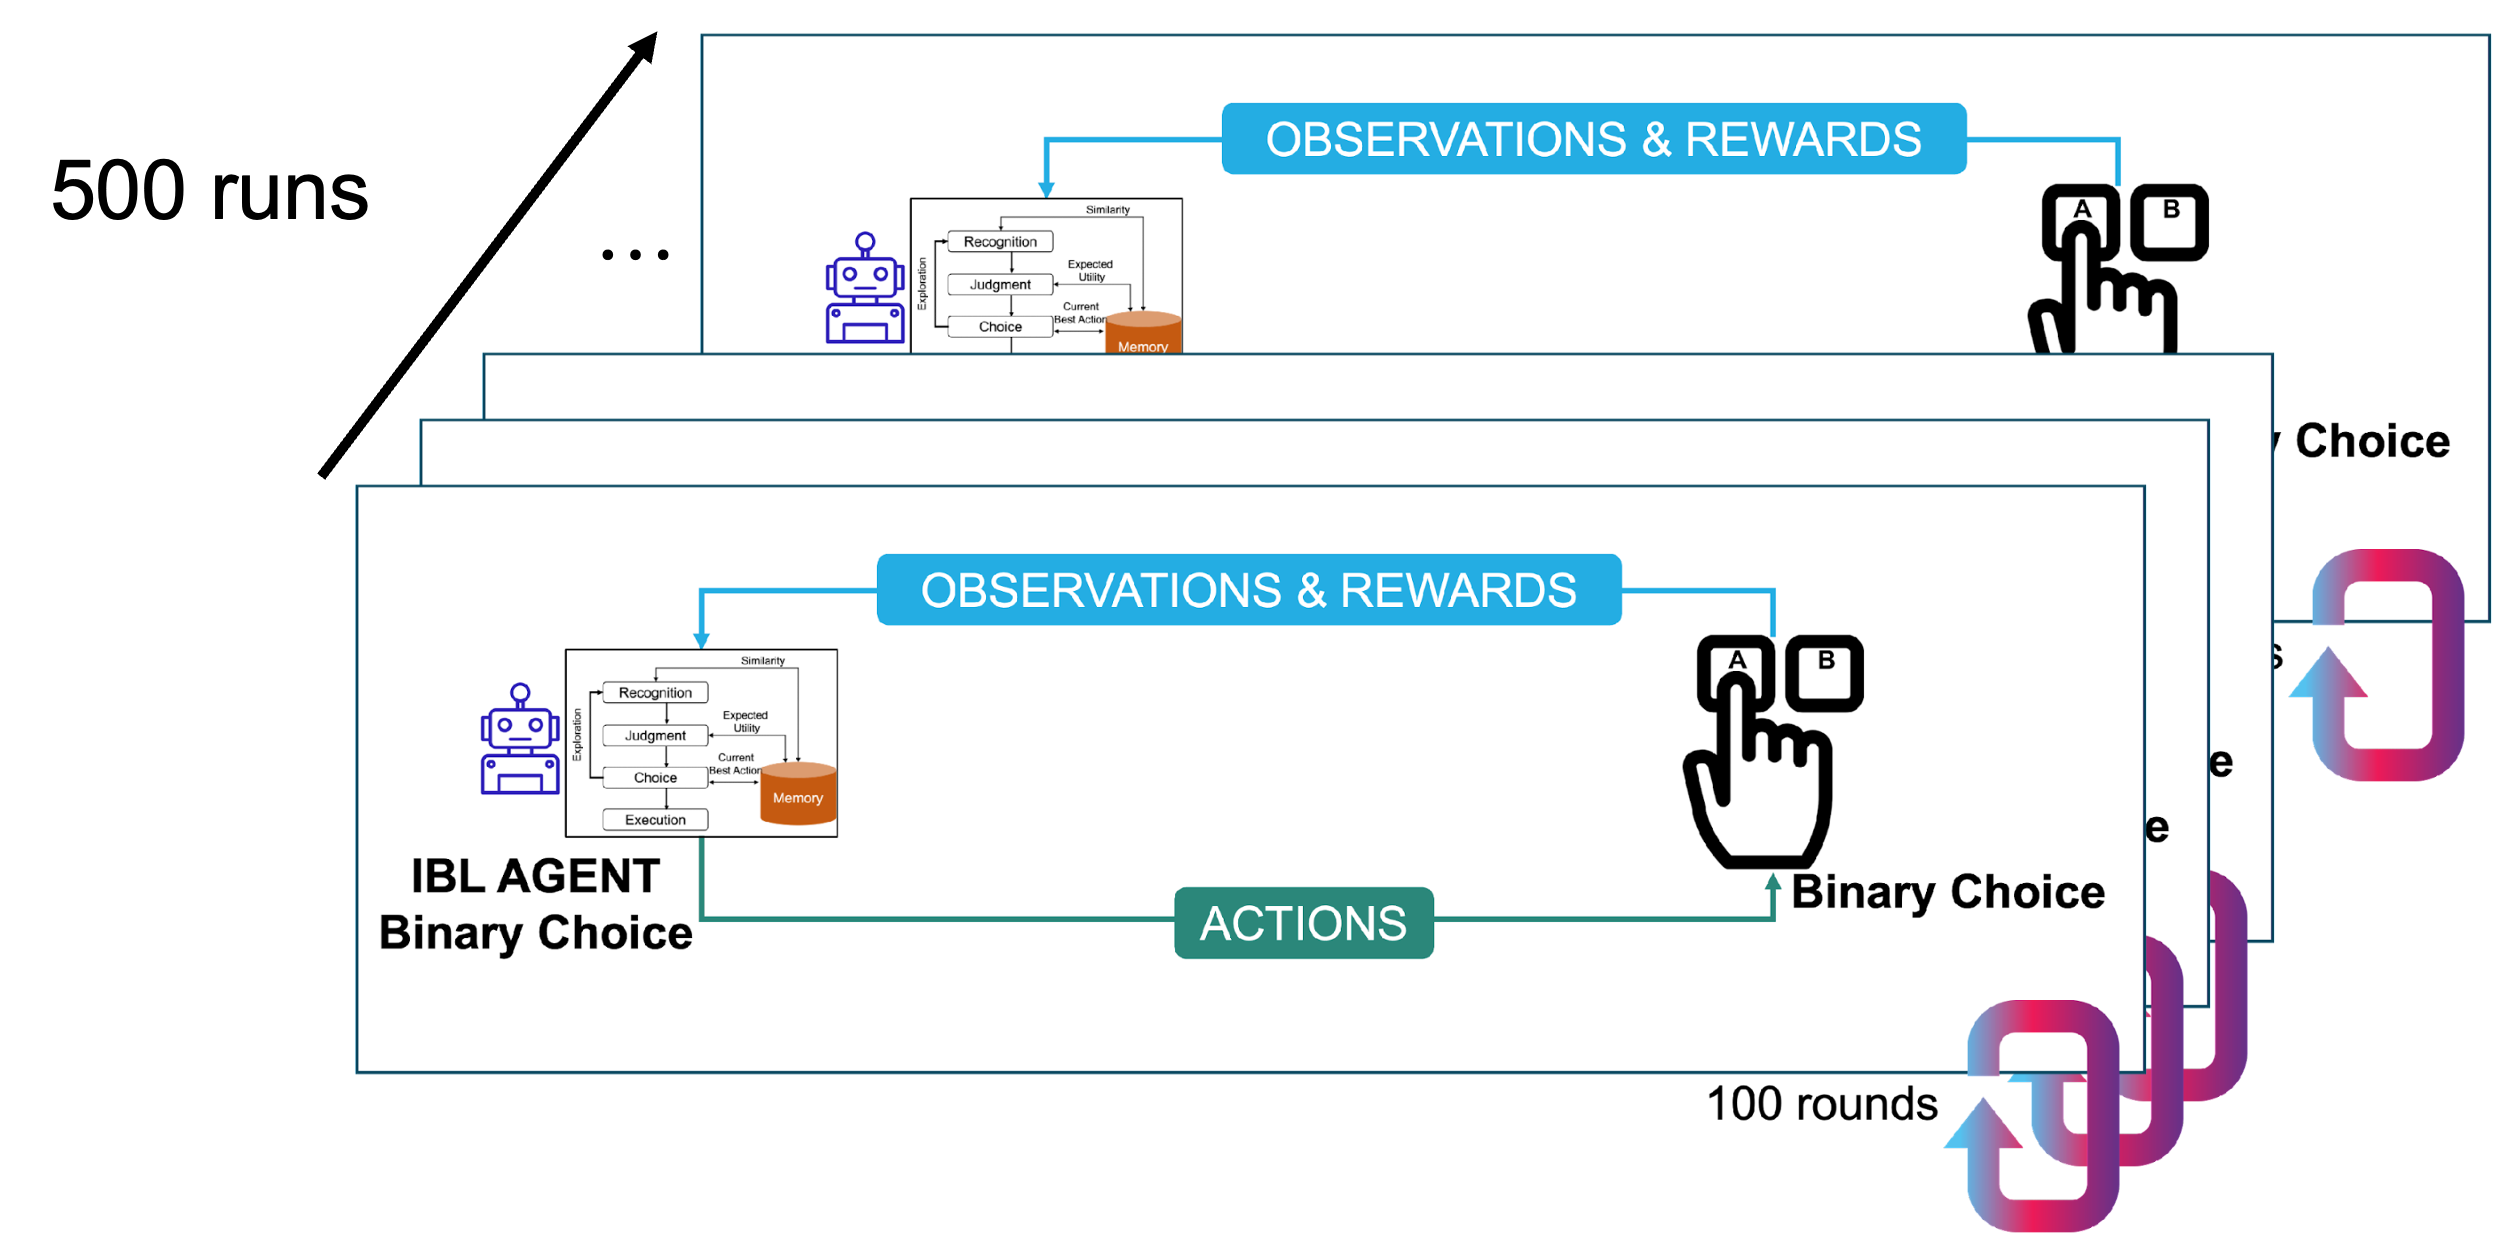 500 runs
...
OBSERVATIONS & REWARDS
A
B
Similarity
Recognition
Exploration
Expected
Utility
Judgment
Current
Best Action
Choice
Memory
Choice
OBSERVATIONS & REWARDS
A
B
Similarity
Recognition
Exploration
Expected
Utility
Judgment
Current
Best Action
Choice
Memory
Execution
IBL AGENT
Binary Choice
ACTIONS
Binary Choice
100 rounds